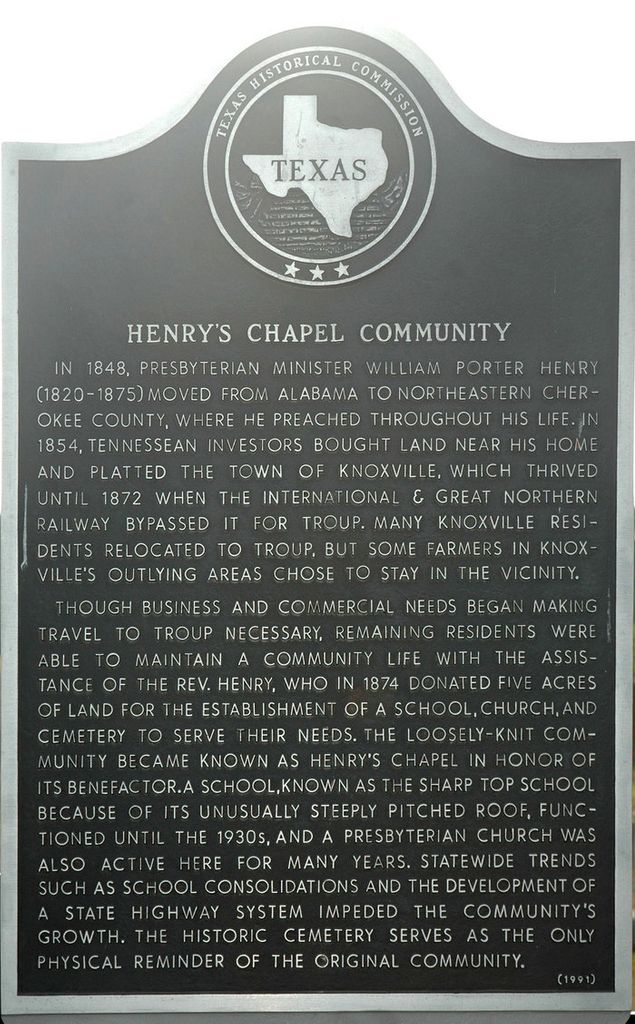 TEXAS HISTORICAL COMMISSION
TEXAS
HENRY'S CHAPEL COMMUNITY
IN 1848, PRESBYTERIAN MINISTER WILLIAM PORTER HENRY
(1820-1875) MOVED FROM ALABAMA TO NORTHEASTERN CHER-
OKEE COUNTY, WHERE HE PREACHED THROUGHOUT HIS LIFE. IN
1854, TENNESSEAN INVESTORS BOUGHT LAND NEAR HIS HOME
AND PLATTED THE TOWN OF KNOXVILLE, WHICH THRIVED
UNTIL 1872 WHEN THE INTERNATIONAL & GREAT NORTHERN
RAILWAY BYPASSED IT FOR TROUP. MANY KNOXVILLE RESI-
DENTS RELOCATED TO TROUP, BUT SOME FARMERS IN KNOX-
VILLE'S OUTLYING AREAS CHOSE TO STAY IN THE VICINITY.
THOUGH BUSINESS AND COMMERCIAL NEEDS BEGAN MAKING
TRAVEL TO TROUP NECESSARY, REMAINING RESIDENTS WERE
ABLE TO MAINTAIN A COMMUNITY LIFE WITH THE ASSIS-
TANCE OF THE REV. HENRY, WHO IN 1874 DONATED FIVE ACRES
OF LAND FOR THE ESTABLISHMENT OF A SCHOOL, CHURCH, AND
CEMETERY TO SERVE THEIR NEEDS. THE LOOSELY-KNIT COM-
MUNITY BECAME KNOWN AS HENRY'S CHAPEL IN HONOR OF
ITS BENEFACTOR. A SCHOOL, KNOWN AS THE SHARP TOP SCHOOL
BECAUSE OF ITS UNUSUALLY STEEPLY PITCHED ROOF, FUNC-
TIONED UNTIL THE 1930s, AND A PRESBYTERIAN CHURCH WAS
ALSO ACTIVE HERE FOR MANY YEARS. STATEWIDE TRENDS
SUCH AS SCHOOL CONSOLIDATIONS AND THE DEVELOPMENT OF
A STATE HIGHWAY SYSTEM IMPEDED THE COMMUNITY'S
GROWTH. THE HISTORIC CEMETERY SERVES AS THE ONLY
PHYSICAL REMINDER OF THE ORIGINAL COMMUNITY.
(1991)